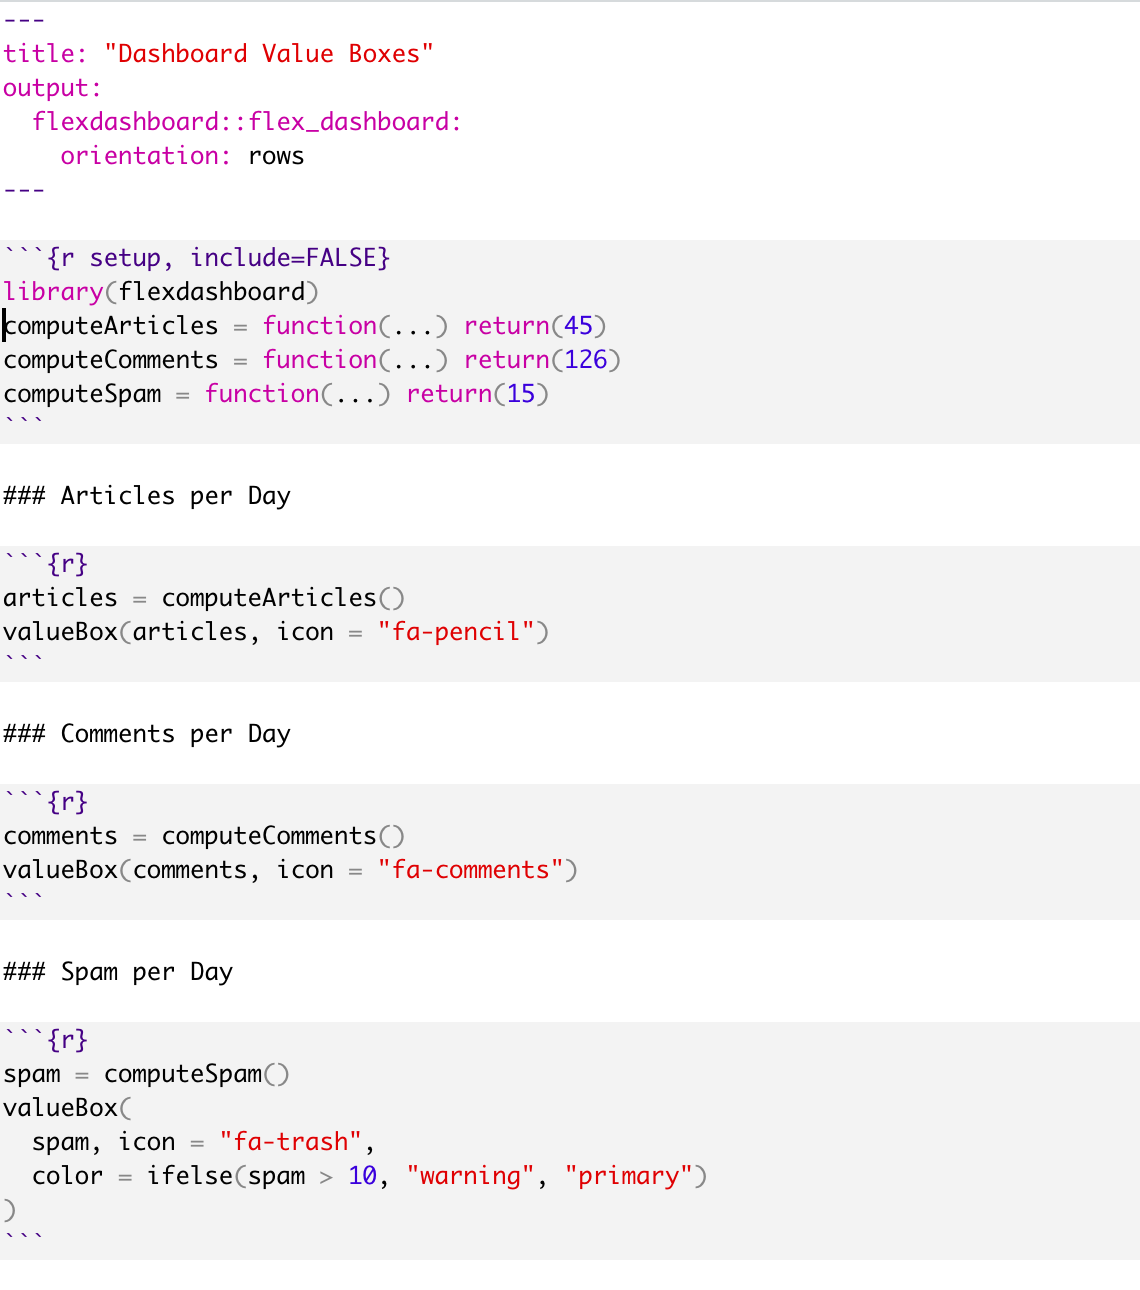 ---
title: "Dashboard Value Boxes"
output:
  flexdashboard::flex_dashboard:
    orientation: rows
---

```{r setup, include=FALSE}
library(flexdashboard)
computeArticles = function(...) return(45)
computeComments = function(...) return(126)
computeSpam = function(...) return(15)
```

### Articles per Day

```{r}
articles = computeArticles()
valueBox(articles, icon = "fa-pencil")
```

### Comments per Day

```{r}
comments = computeComments()
valueBox(comments, icon = "fa-comments")
```

### Spam per Day

```{r}
spam = computeSpam()
valueBox(
  spam, icon = "fa-trash",
  color = ifelse(spam > 10, "warning", "primary")
)
```